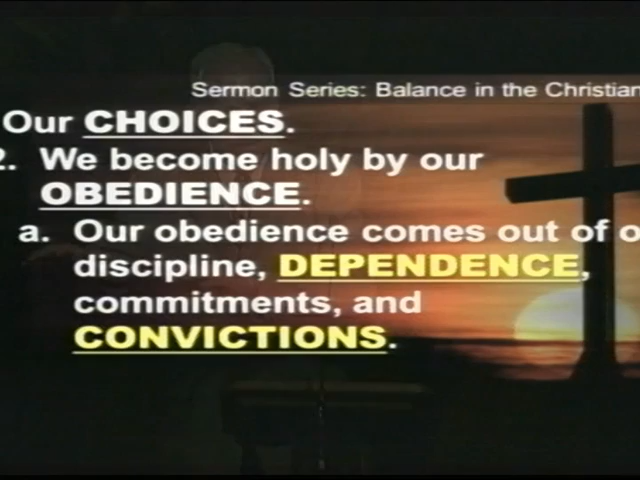 Sermon Series: Balance in the Christian
Our CHOICES.
2. We become holy by our
OBEDIENCE.
a. Our obedience comes out of o
discipline, DEPENDENCE,
commitments, and
CONVICTIONS.